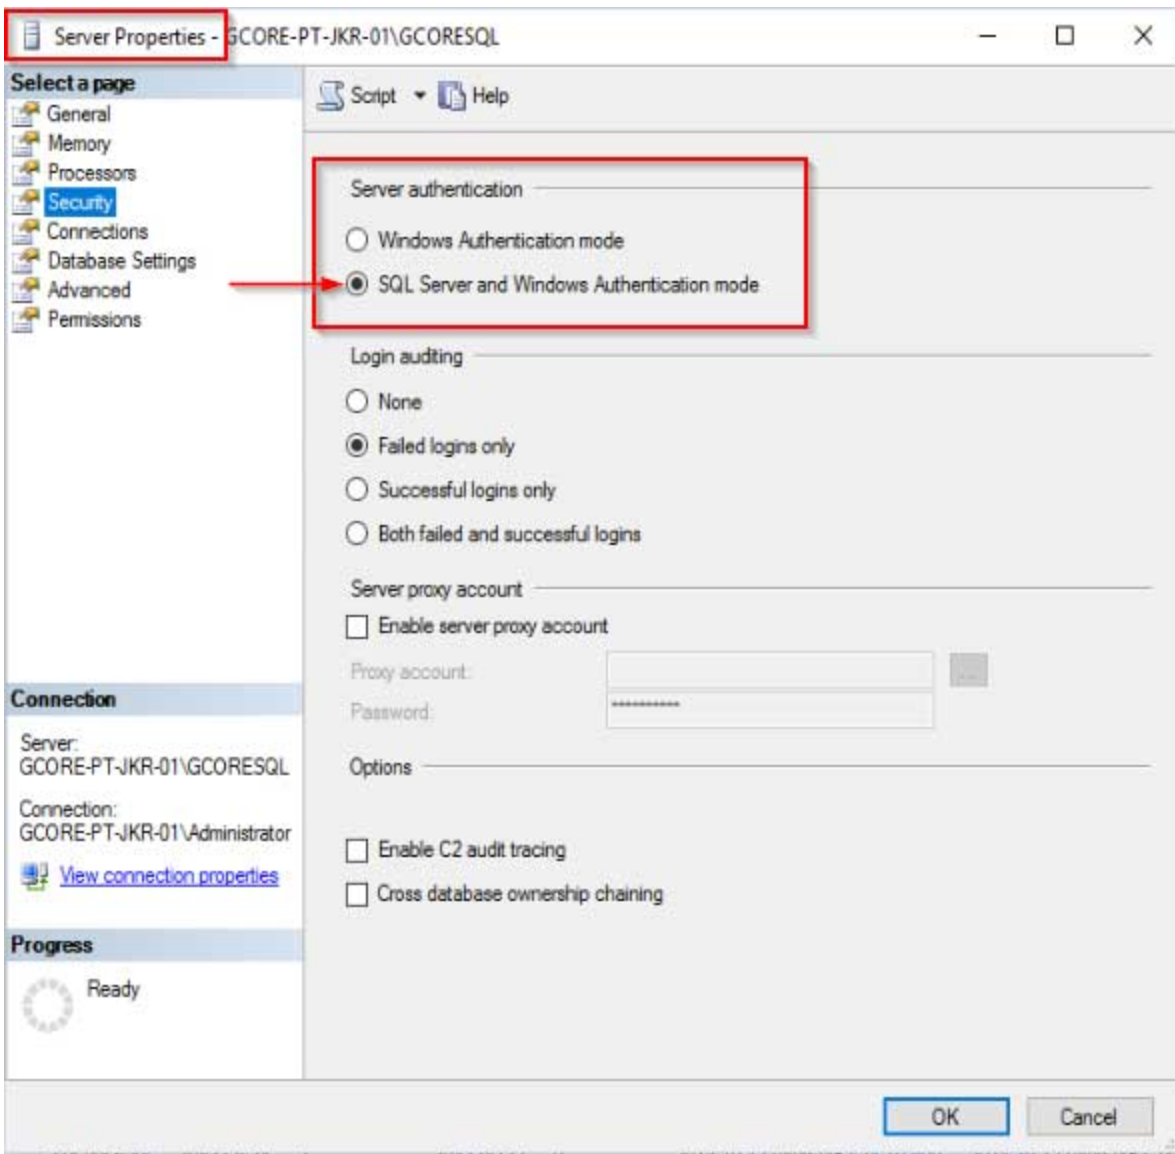 Server Properties - GCORE-PT-JKR-01\GCORESQL
Select a page
General
Memory
Processors
Security
Connections
Database Settings
Advanced
Permissions
Script
Help
Server authentication
Windows Authentication mode
SQL Server and Windows Authentication mode
Login auditing
None
Failed logins only
Successful logins only
Both failed and successful logins
Server proxy account
Enable server proxy account
Proxy account:
...
Password:
**********
Options
Enable C2 audit tracing
Cross database ownership chaining
Connection
Server:
GCORE-PT-JKR-01\GCORESQL
Connection:
GCORE-PT-JKR-01\Administrator
View connection properties
Progress
Ready
OK
Cancel